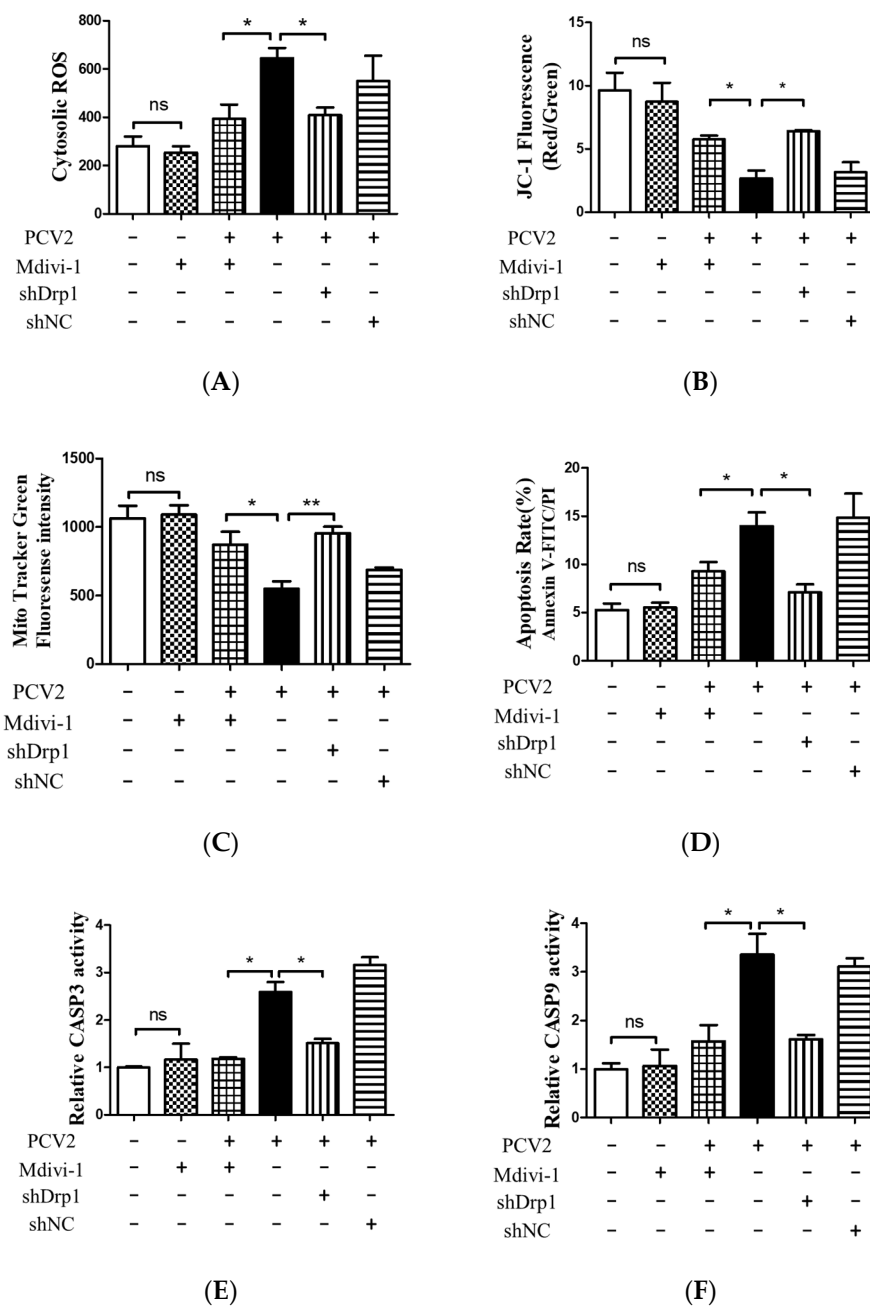 Cytosolic ROS
800
600
400
200
0
ns
*
*
PCV2 − − + + + +
Mdivi-1 − + + − − −
shDrp1 − − − − + −
shNC − − − − − +
(A)
JC-1 Fluorescence
(Red/Green)
15
10
5
0
ns
*
*
PCV2 − − + + + +
Mdivi-1 − + + − − −
shDrp1 − − − − + −
shNC − − − − − +
(B)
Mito Tracker Green
Fluoresense intensity
1500
1000
500
0
ns
*
**
PCV2 − − + + + +
Mdivi-1 − + + − − −
shDrp1 − − − − + −
shNC − − − − − +
(C)
Apoptosis Rate(%)
Annexin V-FITC/PI
20
15
10
5
0
ns
*
*
PCV2 − − + + + +
Mdivi-1 − + + − − −
shDrp1 − − − − + −
shNC − − − − − +
(D)
Relative CASP3 activity
4
3
2
1
0
ns
*
*
PCV2 − − + + + +
Mdivi-1 − + + − − −
shDrp1 − − − − + −
shNC − − − − − +
(E)
Relative CASP9 activity
4
3
2
1
0
ns
*
*
PCV2 − − + + + +
Mdivi-1 − + + − − −
shDrp1 − − − − + −
shNC − − − − − +
(F)